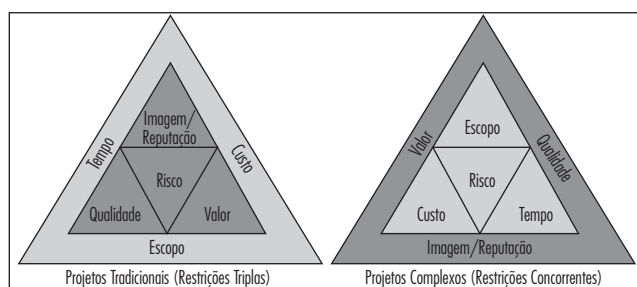 Imagem/
Reputação
Tempo
Custo
Risco
Qualidade
Valor
Escopo
Projetos Tradicionais (Restrições Triplas)
Escopo
Valor
Qualidade
Risco
Custo
Tempo
Imagem/Reputação
Projetos Complexos (Restrições Concorrentes)